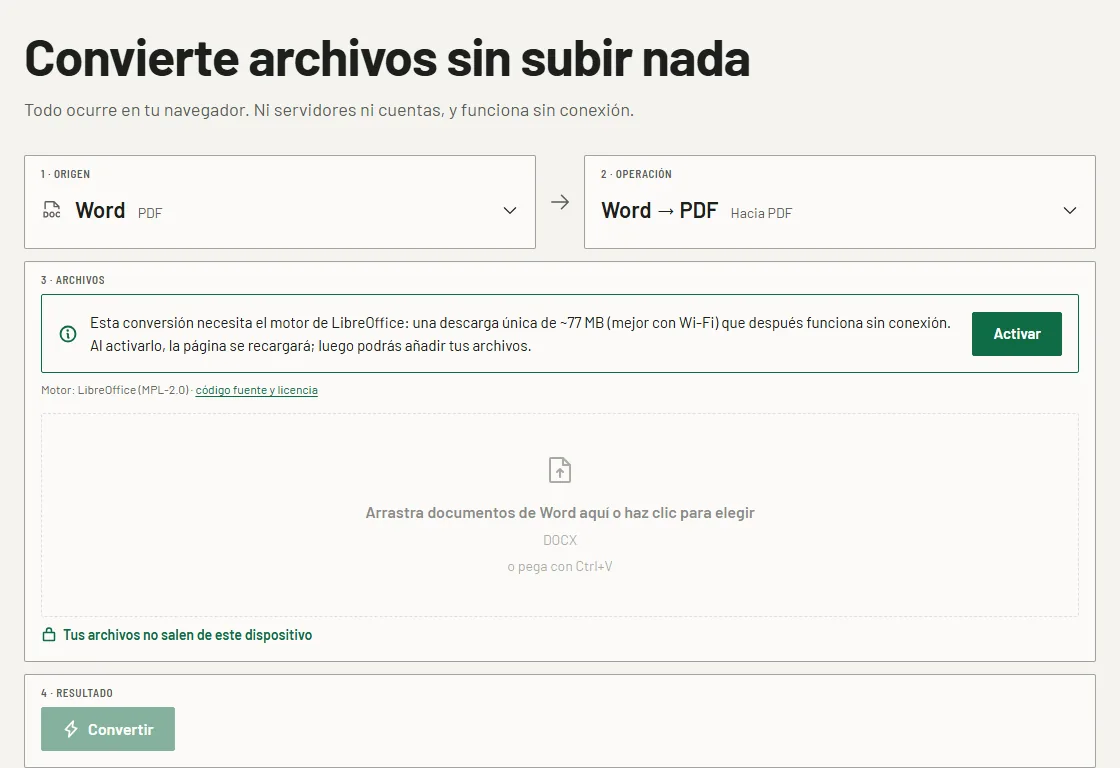 Convierte archivos sin subir nada
Todo ocurre en tu navegador. Ni servidores ni cuentas, y funciona sin conexión.
1 · ORIGEN
DOC Word PDF
2 · OPERACIÓN
Word → PDF Hacia PDF
3 · ARCHIVOS
Esta conversión necesita el motor de LibreOffice: una descarga única de ~77 MB (mejor con Wi-Fi) que después funciona sin conexión.
Al activarlo, la página se recargará; luego podrás añadir tus archivos.
Activar
Motor: LibreOffice (MPL-2.0) · código fuente y licencia
Arrastra documentos de Word aquí o haz clic para elegir
DOCX
o pega con Ctrl+V
Tus archivos no salen de este dispositivo
4 · RESULTADO
Convertir